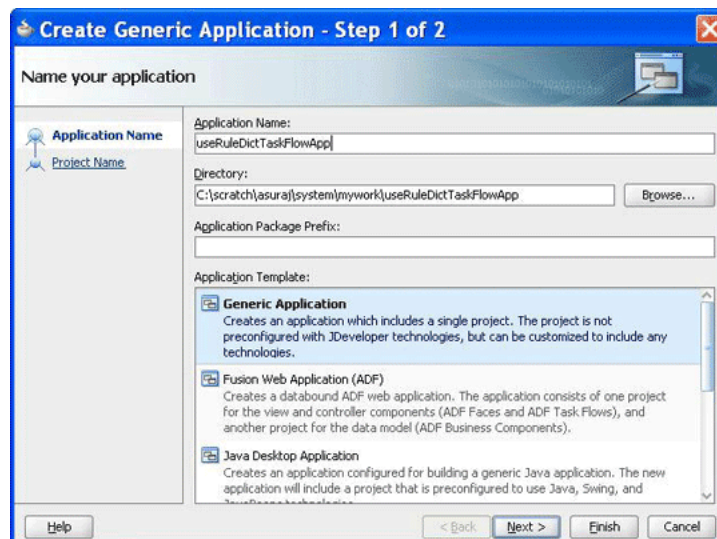 Create Generic Application - Step 1 of 2
Name your application
Application Name
Project Name
Application Name:
useRuleDictTaskFlowApp
Directory:
C:\scratch\asuraj\system\mywork\useRuleDictTaskFlowApp
Browse...
Application Package Prefix:
Application Template:
Generic Application
Creates an application which includes a single project. The project is not
preconfigured with JDeveloper technologies, but can be customized to include any
technologies.
Fusion Web Application (ADF)
Creates a databound ADF web application. The application consists of one project
for the view and controller components (ADF Faces and ADF Task Flows), and
another project for the data model (ADF Business Components).
Java Desktop Application
Creates an application configured for building a generic Java application. The new
application will include a project that is preconfigured to use Java, Swing, and
Help
< Back
Next >
Finish
Cancel